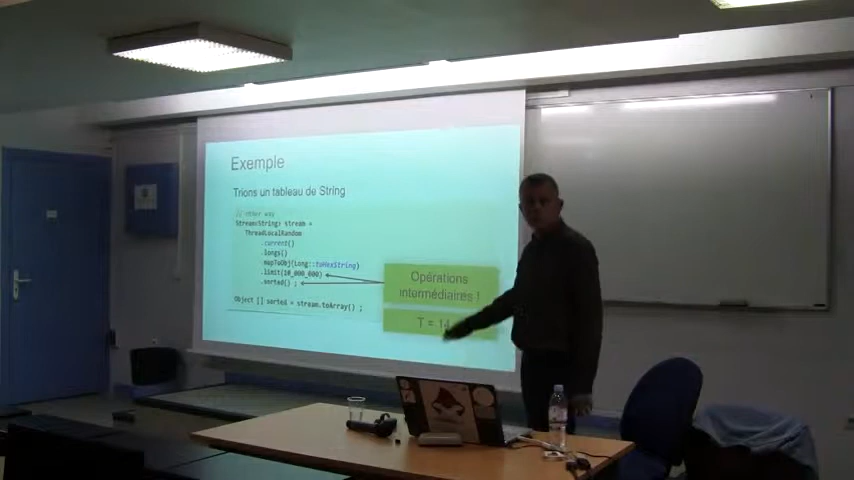 Exemple
Trions un tableau de String
// other way
Stream<String> stream =
ThreadLocalRandom
.current()
.longs()
.mapToObj(Long::toHexString)
.limit(10_000_000)
.sorted() ;
Opérations
intermédiaires !
Object [] sorted = stream.toArray() ;
T = 14